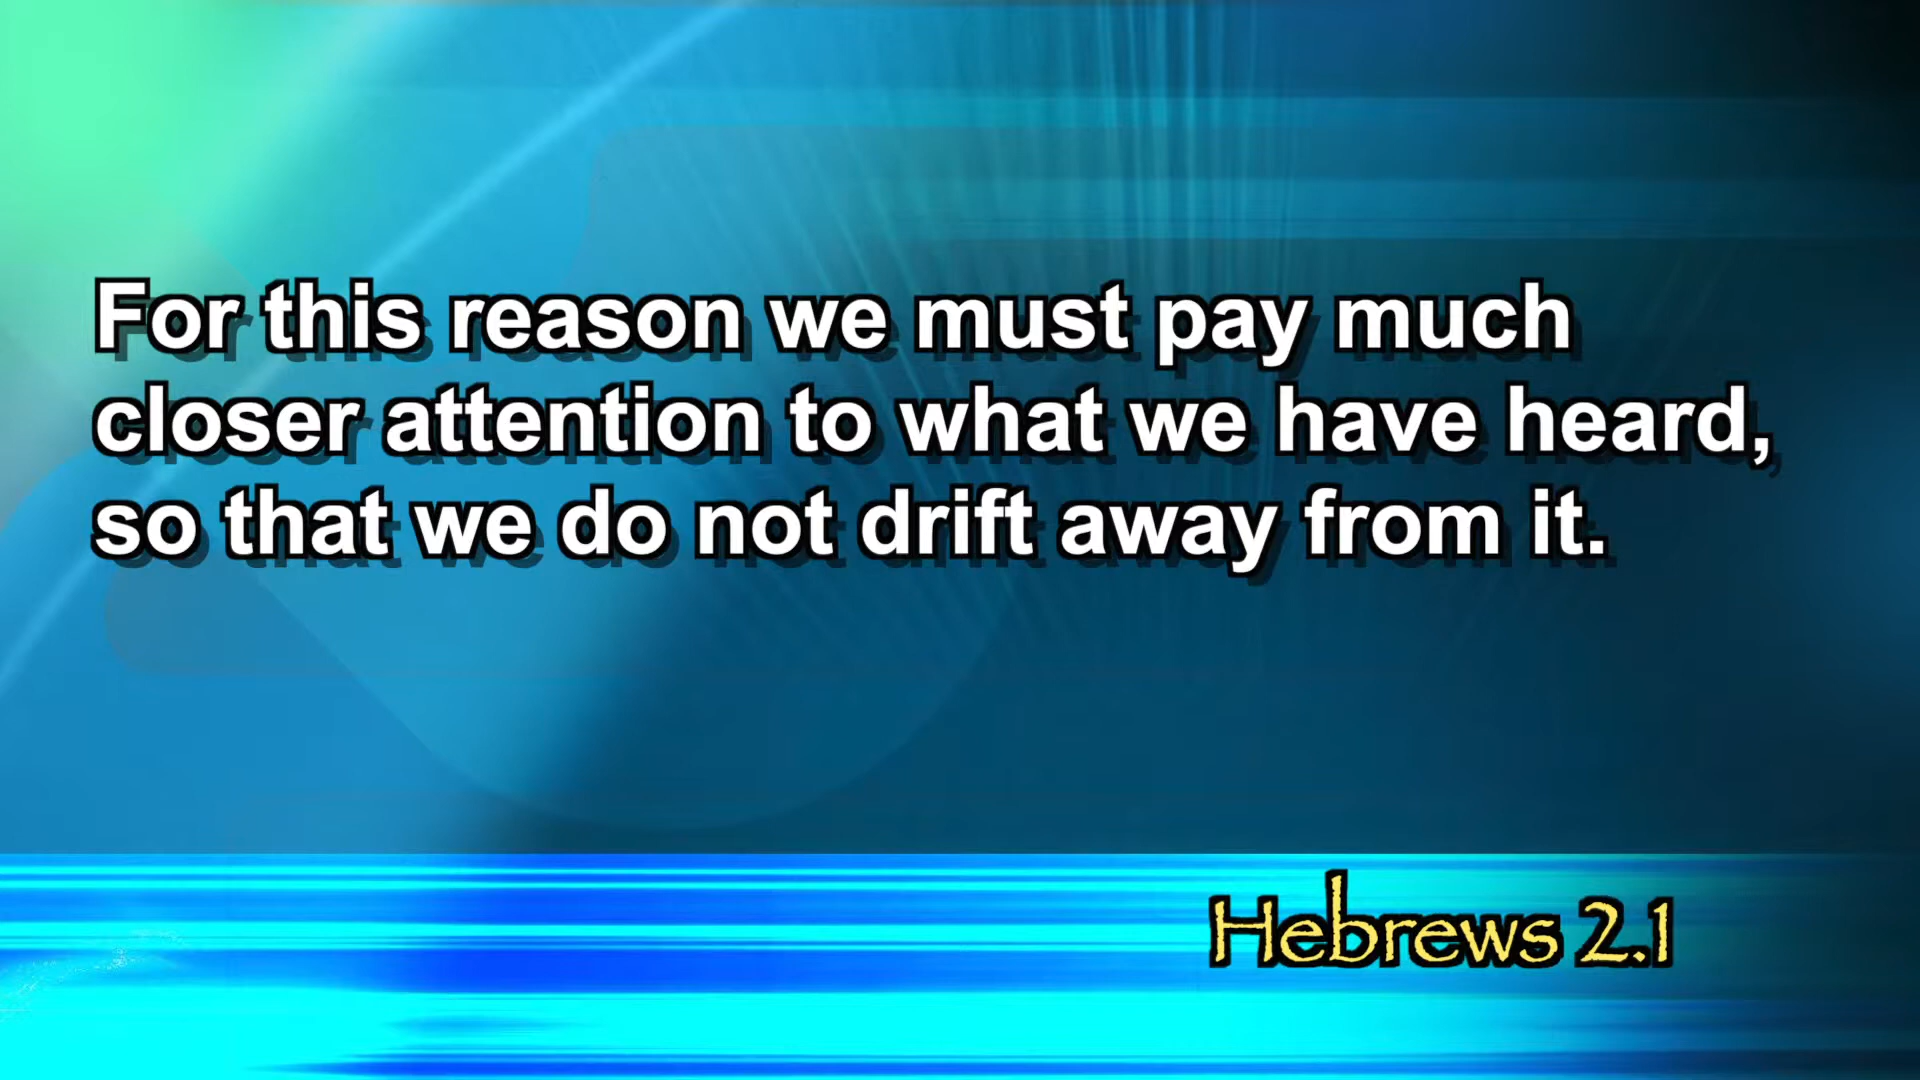 For this reason we must pay much
closer attention to what we have heard,
so that we do not drift away from it.
Hebrews 2.1